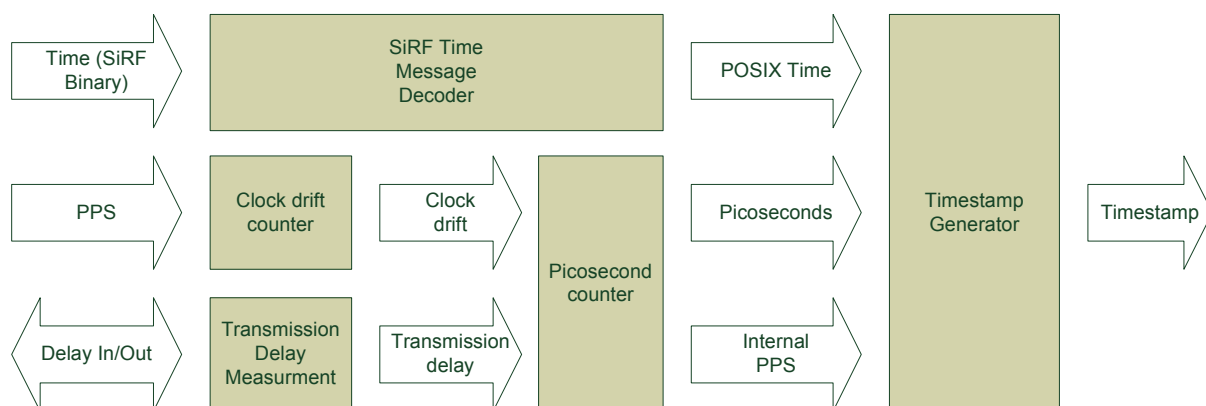 Time (SiRF
Binary)
SiRF Time
Message
Decoder
POSIX Time
PPS
Clock drift
counter
Clock
drift
Picosecond
counter
Picoseconds
Timestamp
Generator
Timestamp
Delay In/Out
Transmission
Delay
Measurment
Transmission
delay
Internal
PPS